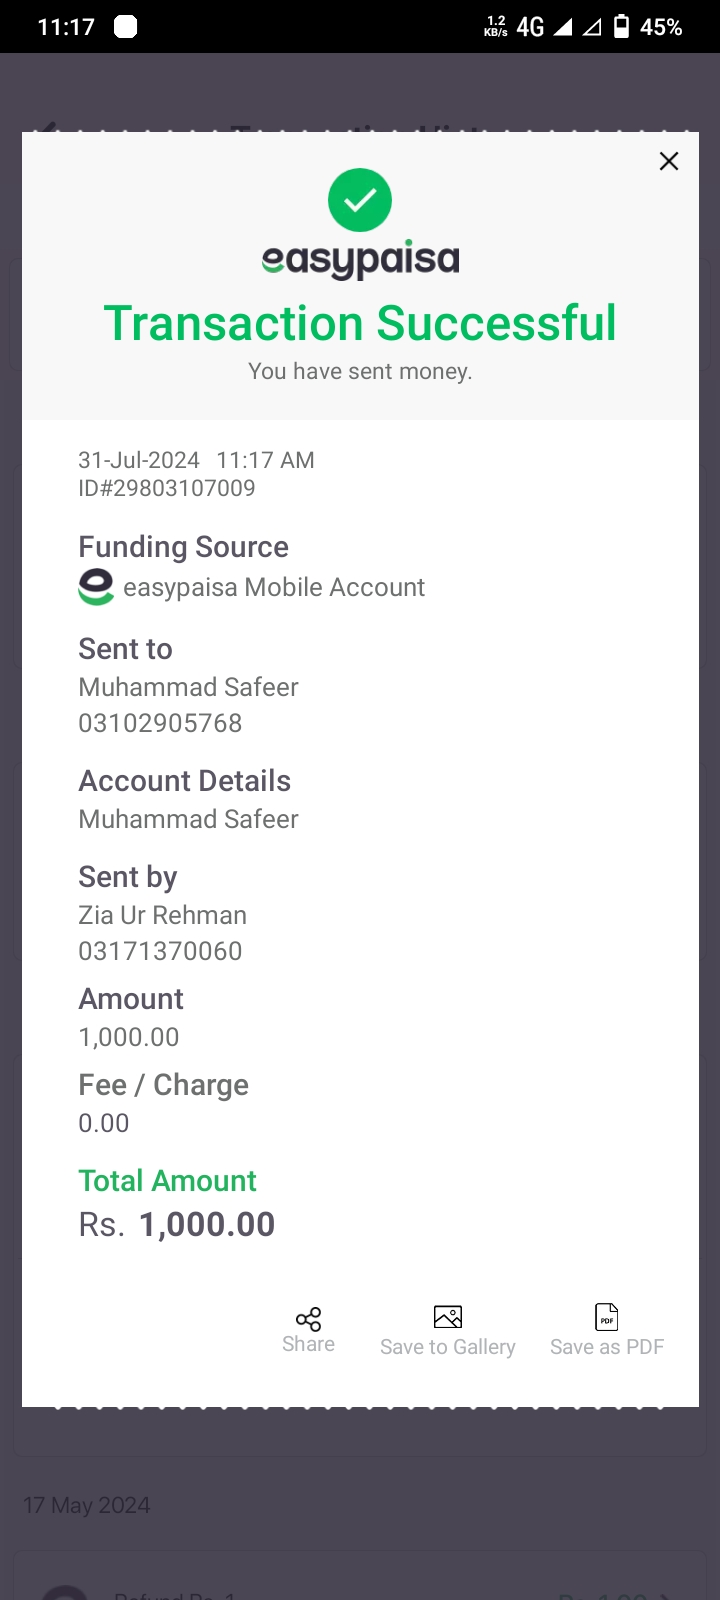 11:17
1.2
KB/s
4G
45%
easypaisa
Transaction Successful
You have sent money.
31-Jul-2024 11:17 AM
ID#29803107009
Funding Source
easypaisa Mobile Account
Sent to
Muhammad Safeer
03102905768
Account Details
Muhammad Safeer
Sent by
Zia Ur Rehman
03171370060
Amount
1,000.00
Fee / Charge
0.00
Total Amount
Rs. 1,000.00
PDF
Share
Save to Gallery
Save as PDF
17 May 2024